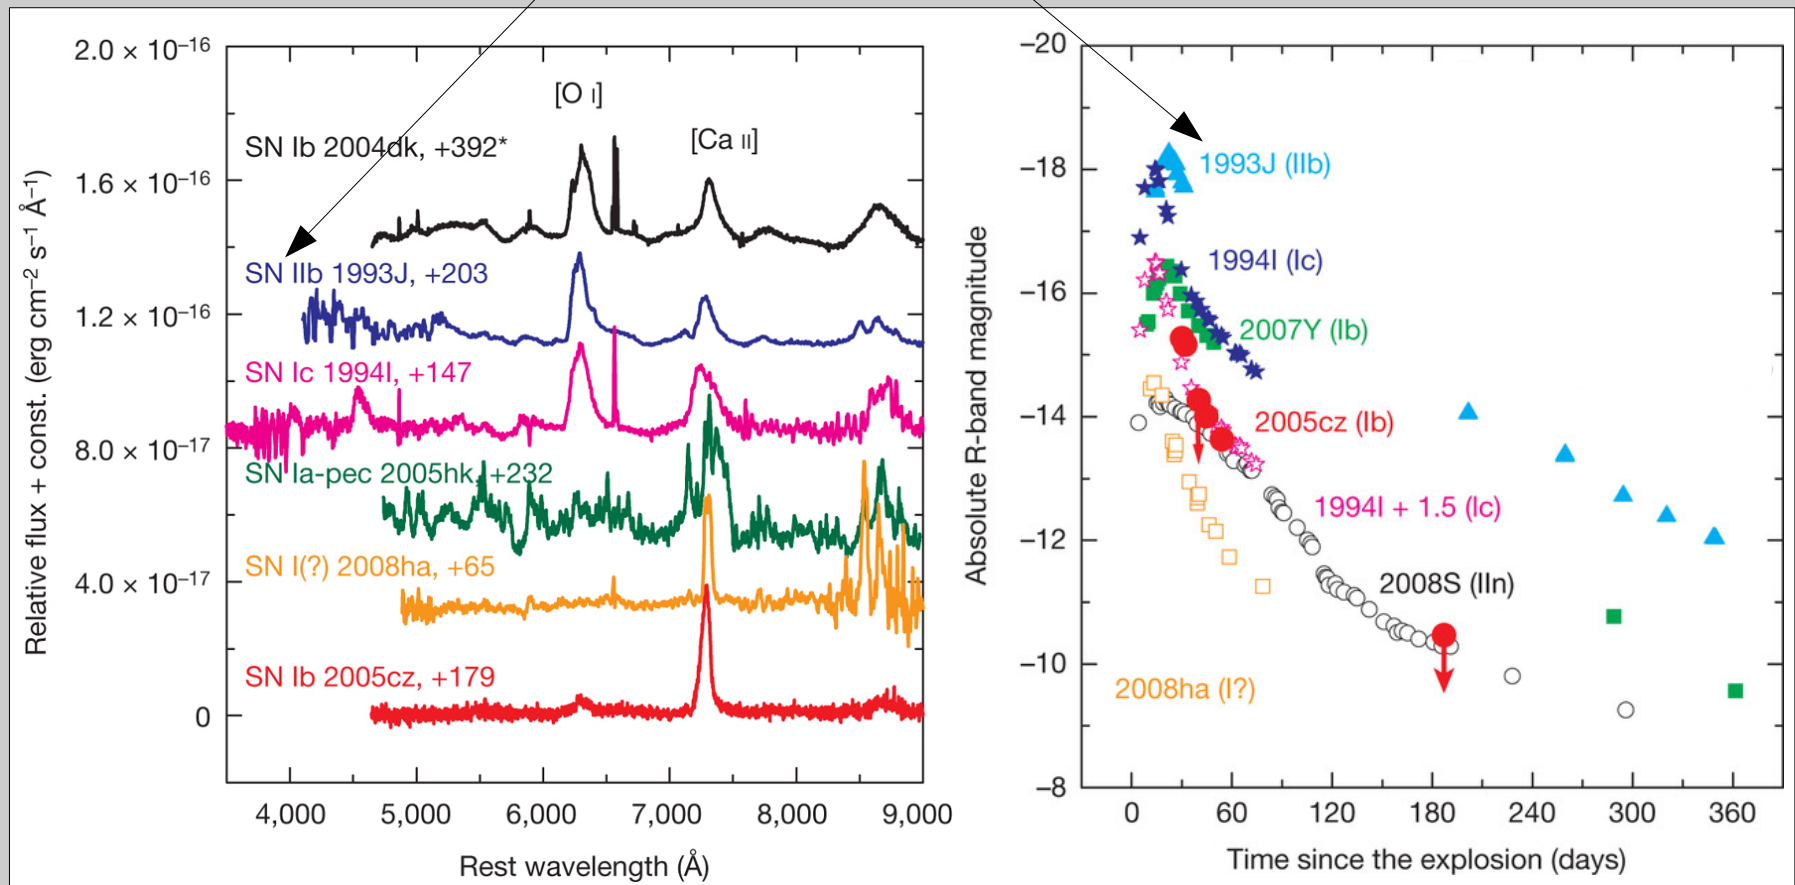 2.0 × 10⁻¹⁶
1.6 × 10⁻¹⁶
1.2 × 10⁻¹⁶
8.0 × 10⁻¹⁷
4.0 × 10⁻¹⁷
0
Relative flux + const. (erg cm⁻² s⁻¹ Å⁻¹)
[O I]
[Ca II]
SN Ib 2004dk, +392*
SN IIb 1993J, +203
SN Ic 1994I, +147
SN Ia-pec 2005hk, +232
SN I(?) 2008ha, +65
SN Ib 2005cz, +179
4,000 5,000 6,000 7,000 8,000 9,000
Rest wavelength (Å)
−20
−18
−16
−14
−12
−10
−8
Absolute R-band magnitude
1993J (IIb)
1994I (Ic)
2007Y (Ib)
2005cz (Ib)
1994I + 1.5 (Ic)
2008S (IIn)
2008ha (I?)
0 60 120 180 240 300 360
Time since the explosion (days)